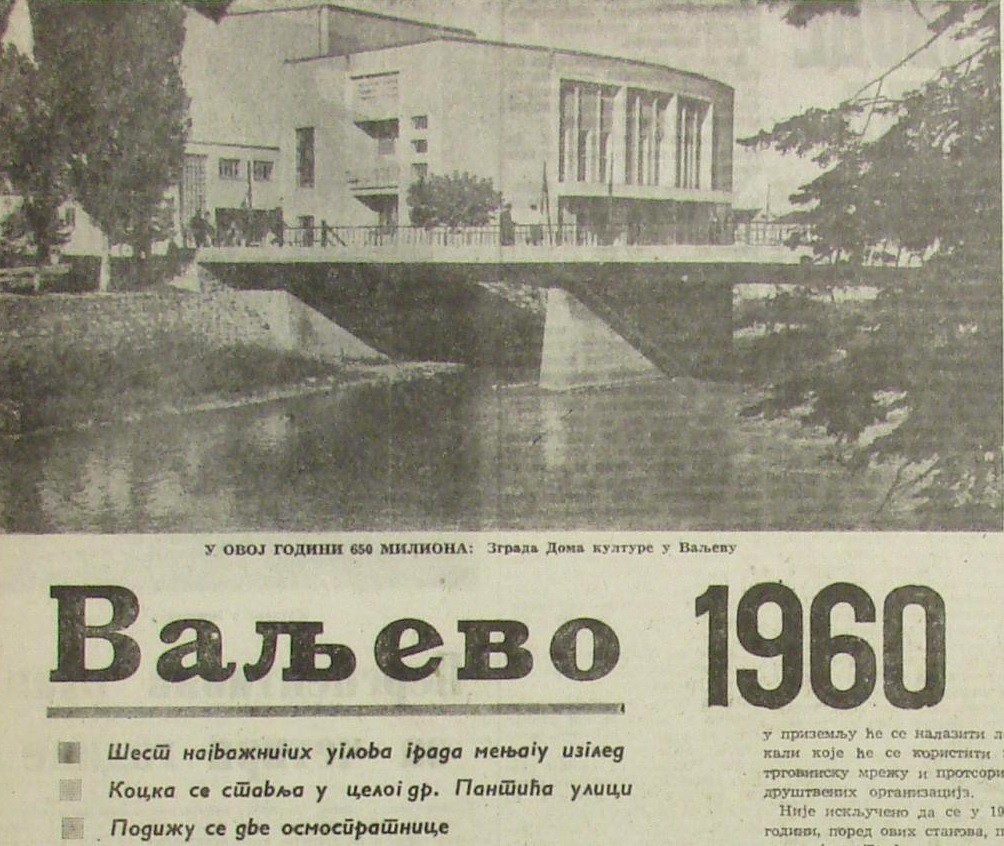 У ОВОЈ ГОДИНИ 650 МИЛИОНА: Зграда Дома културе у Ваљеву
Ваљево 1960
Шест најважнијих углова града мењају изглед
Коцка се ставља у целој др. Пантића улици
Подижу се две осмоспратнице
у приземљу ће се налазити
кали које ће се користити
трговинску мрежу и
друштвених организација.
Није искључено да се у 19
години, поред ових станова,